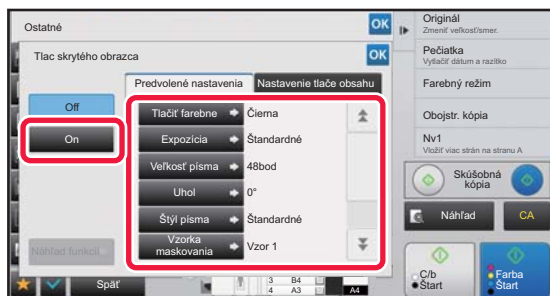 Ostatné
OK
Tlac skrytého obrazca
OK
Predvolené nastavenia
Nastavenie tlače obsahu
Off
On
Tlačiť farebne
Čierna
Expozícia
Štandardné
Veľkosť písma
48bod
Uhol
0°
Štýl písma
Štandardné
Vzorka
maskovania
Vzor 1
Náhľad funkcií
Späť
3 B4
4 A3
A4
Originál
Zmeniť veľkosť/smer.
Pečiatka
Vytlačiť dátum a razítko
Farebný režim
Obojstr. kópia
Nv1
Vložiť viac strán na stranu A
Skúšobná
kópia
Náhľad
CA
C/b
Štart
Farba
Štart